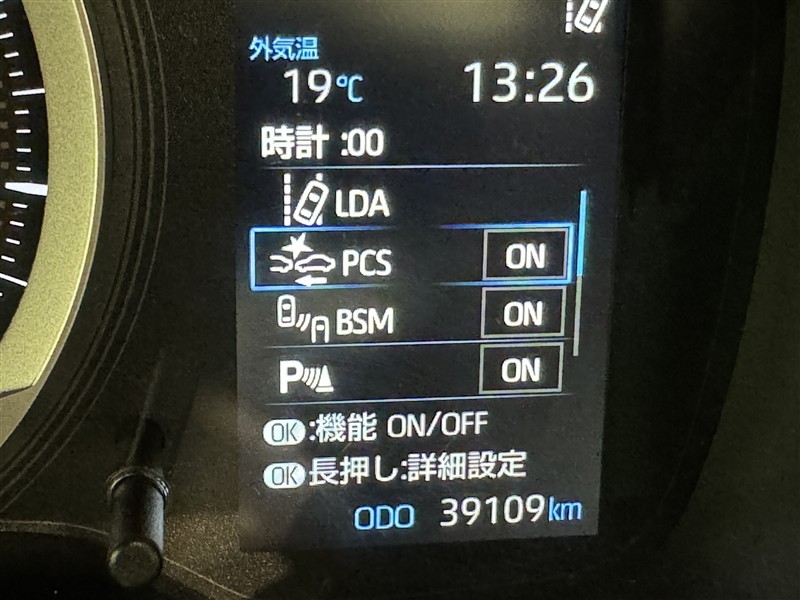 外気温
19℃ 13:26
時計 :00
LDA
PCS ON
BSM ON
P ON
OK :機能 ON/OFF
OK 長押し:詳細設定
ODO 39109km